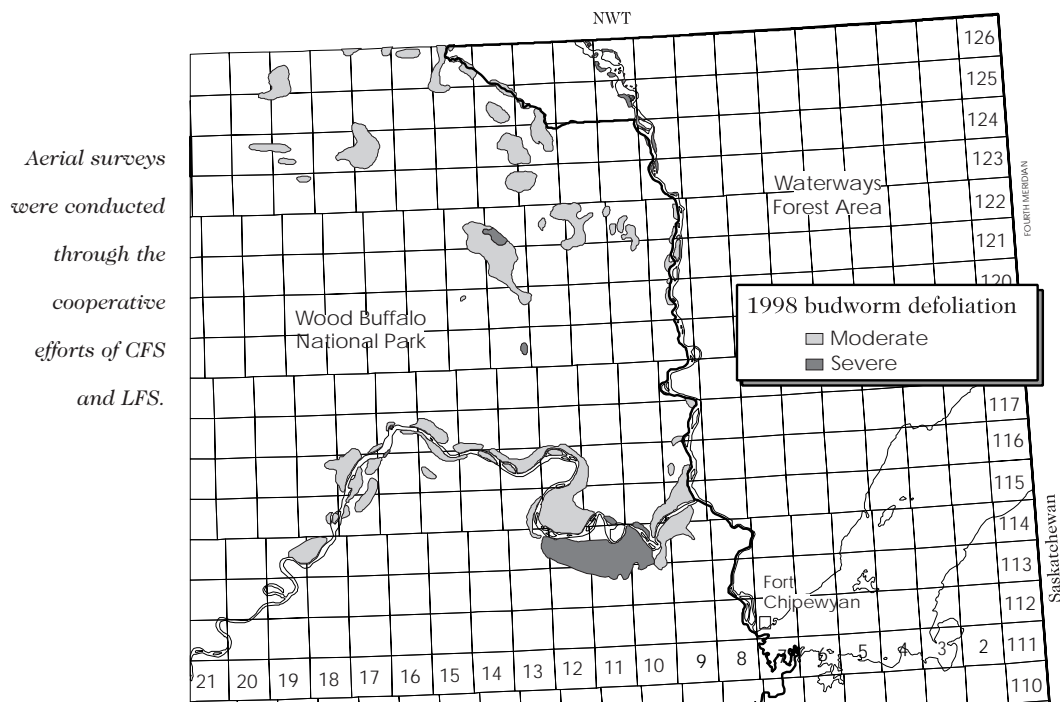 NWT
Aerial surveys
were conducted
through the
cooperative
efforts of CFS
and LFS.
126
125
124
123
122
121
120
117
116
115
114
113
112
111
110
Waterways
Forest Area
FOURTH MERIDIAN
1998 budworm defoliation
Moderate
Severe
Wood Buffalo
National Park
Fort
Chipewyan
Saskatchewan
21 20 19 18 17 16 15 14 13 12 11 10 9 8 7 6 5 4 3 2